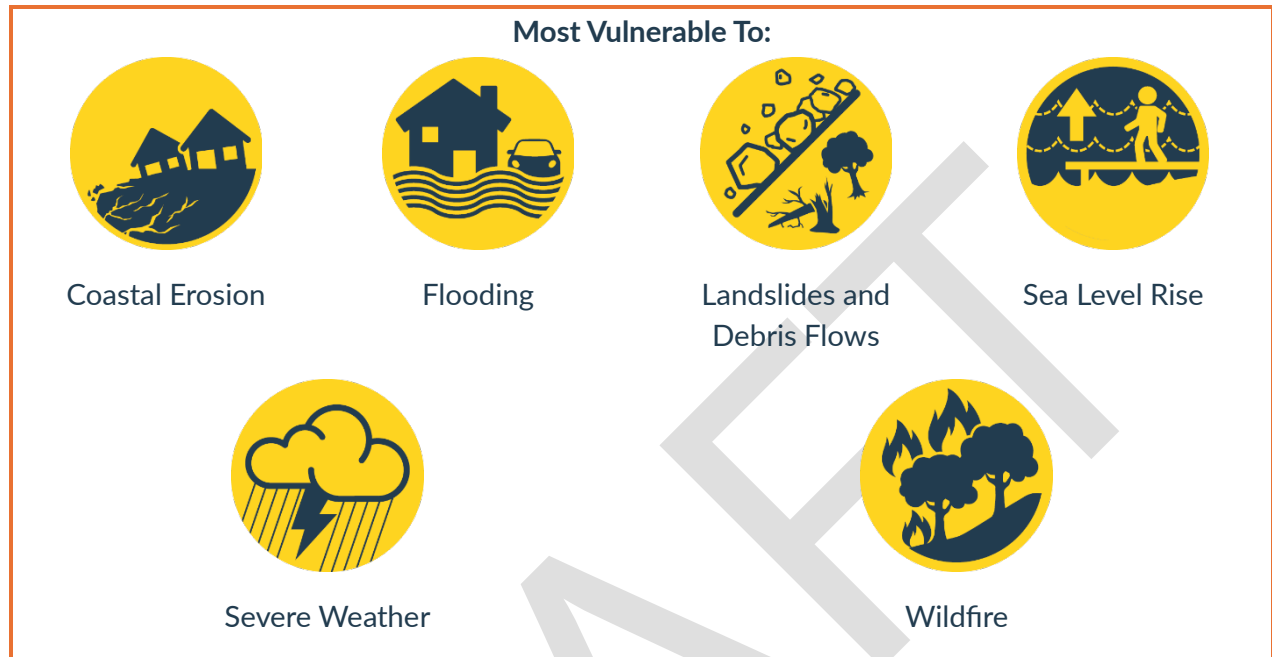 Most Vulnerable To:
Coastal Erosion
Flooding
Landslides and
Debris Flows
Sea Level Rise
Severe Weather
Wildfire